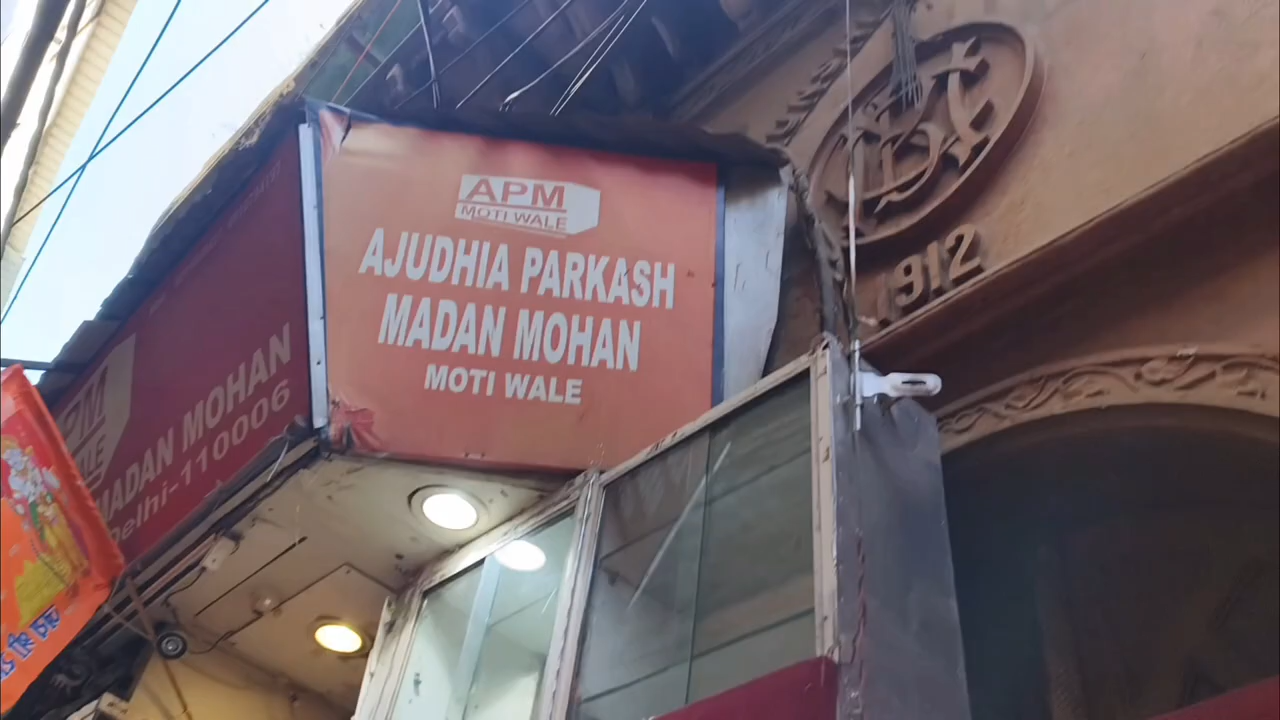 APM
MOTI WALE
AJUDHIA PARKASH
MADAN MOHAN
MOTI WALE
MADAN MOHAN
Delhi-110006
1912